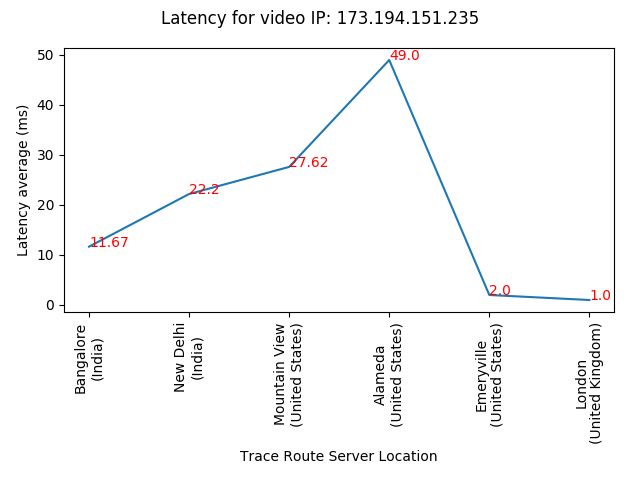 Latency for video IP: 173.194.151.235
Latency average (ms)
50
40
30
20
10
0
11.67
22.2
27.62
49.0
2.0
1.0
Bangalore
(India)
New Delhi
(India)
Mountain View
(United States)
Alameda
(United States)
Emeryville
(United States)
London
(United Kingdom)
Trace Route Server Location